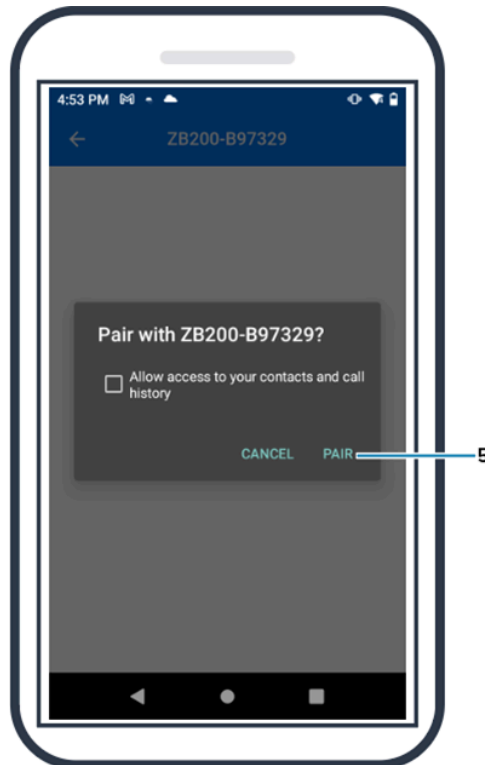 4:53 PM
ZB200-B97329
Pair with ZB200-B97329?
Allow access to your contacts and call
history
CANCEL PAIR
5